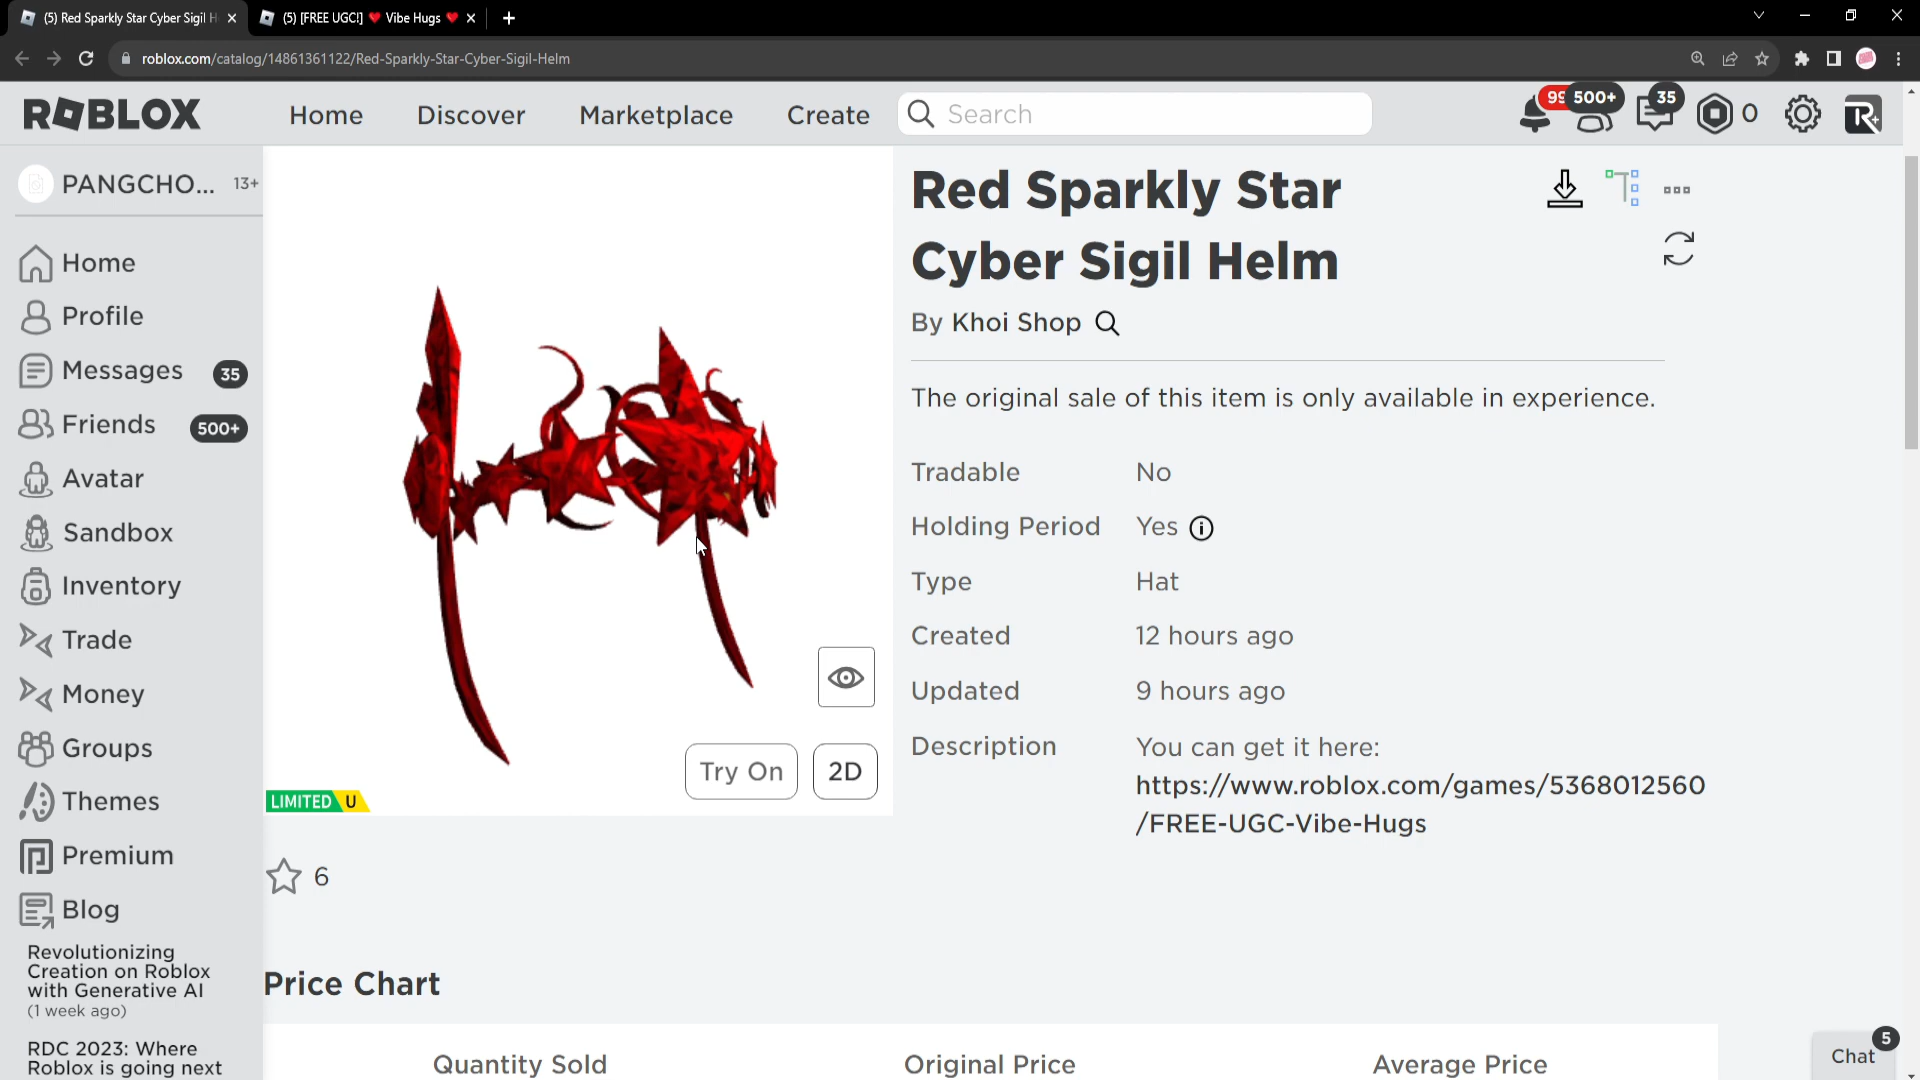 (5) Red Sparkly Star Cyber Sigil H
(5) [FREE UGC!] ❤️ Vibe Hugs ❤️
roblox.com/catalog/14861361122/Red-Sparkly-Star-Cyber-Sigil-Helm
ROBLOX
Home
Discover
Marketplace
Create
Search
99
500+
35
0
PANGCHO...
13+
Home
Profile
Messages
35
Friends
500+
Avatar
Sandbox
Inventory
Trade
Money
Groups
Themes
Premium
Blog
Revolutionizing
Creation on Roblox
with Generative AI
(1 week ago)
RDC 2023: Where
Roblox is going next
Try On
2D
LIMITED U
6
Red Sparkly Star
Cyber Sigil Helm
By Khoi Shop
The original sale of this item is only available in experience.
Tradable
No
Holding Period
Yes
Type
Hat
Created
12 hours ago
Updated
9 hours ago
Description
You can get it here:
https://www.roblox.com/games/5368012560
/FREE-UGC-Vibe-Hugs
Price Chart
Quantity Sold
Original Price
Average Price
Chat
5